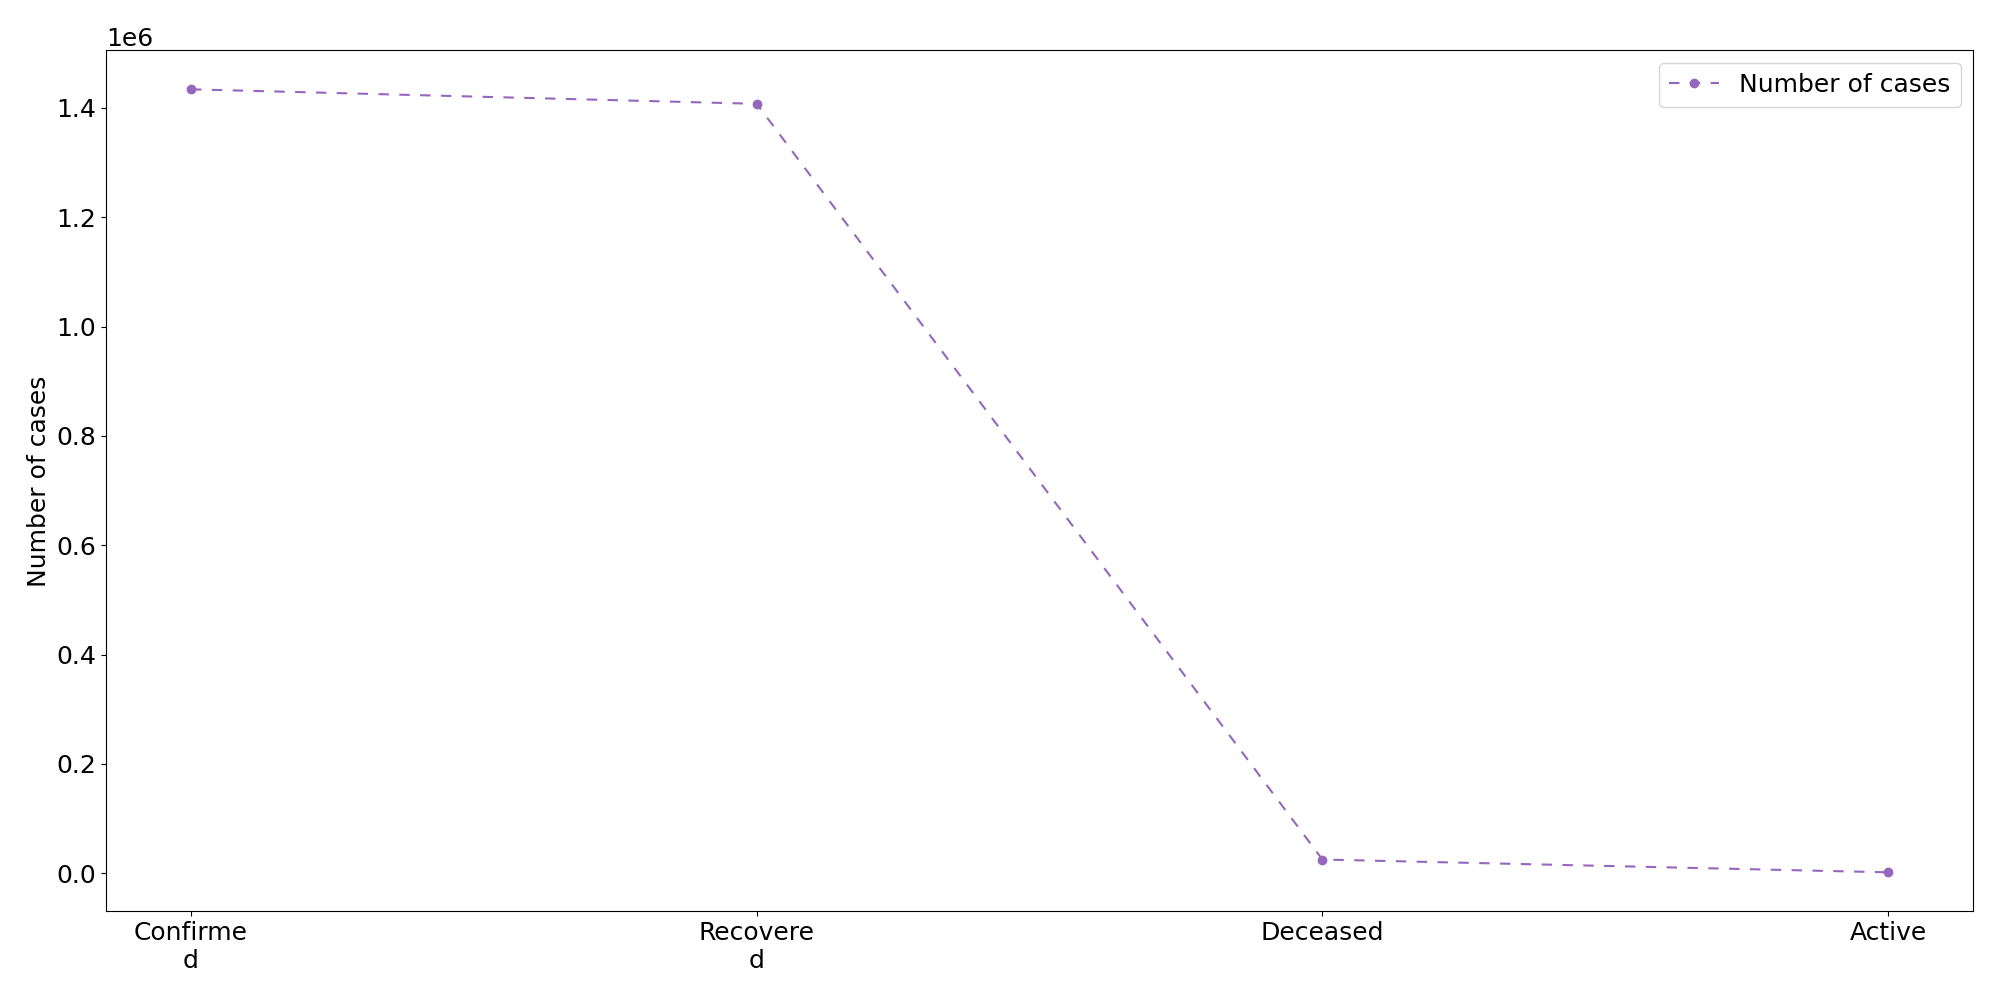 1e6
Number of cases
1.4
1.2
1.0
0.8
0.6
0.4
0.2
0.0
Number of cases
Confirme
d
Recovere
d
Deceased
Active